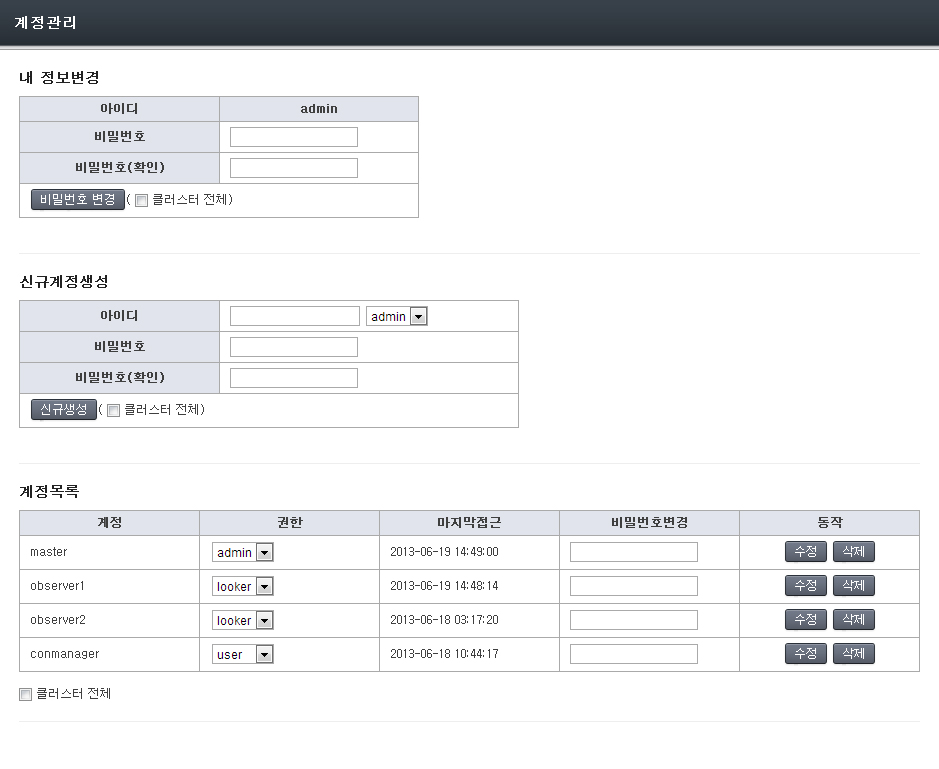 계정관리
내 정보변경
아이디 admin
비밀번호
비밀번호(확인)
비밀번호 변경 ( 클러스터 전체)
신규계정생성
아이디 admin
비밀번호
비밀번호(확인)
신규생성 ( 클러스터 전체)
계정목록
계정 권한 마지막접근 비밀번호변경 동작
master admin 2013-06-19 14:49:00 수정 삭제
observer1 looker 2013-06-19 14:48:14 수정 삭제
observer2 looker 2013-06-18 03:17:20 수정 삭제
conmanager user 2013-06-18 10:44:17 수정 삭제
클러스터 전체